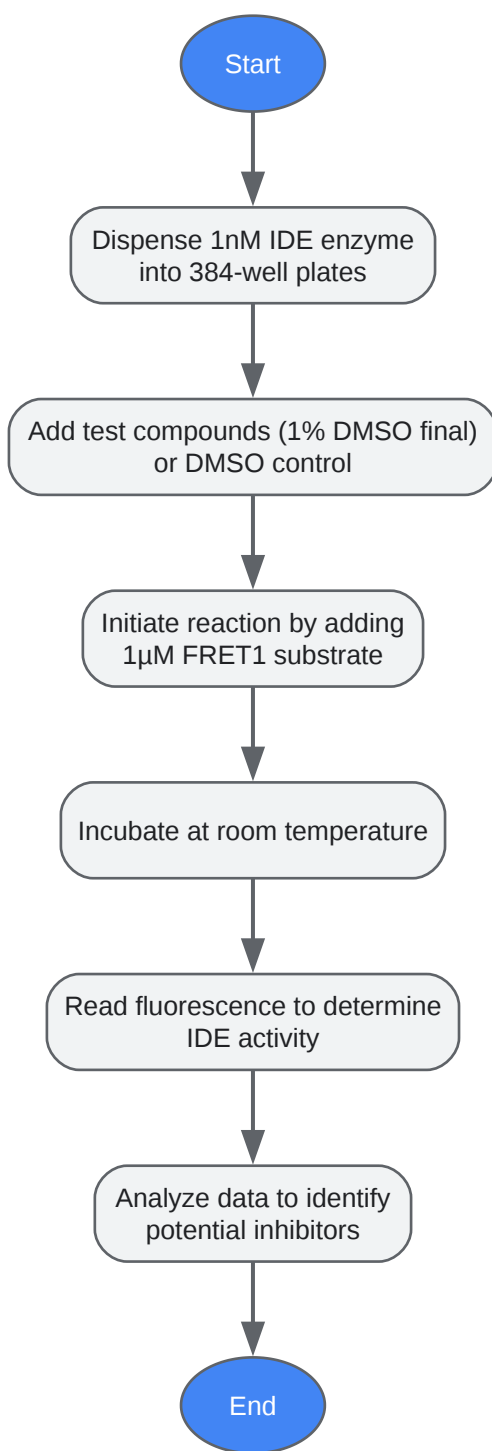 Start
Dispense 1nM IDE enzyme
into 384-well plates
Add test compounds (1% DMSO final)
or DMSO control
Initiate reaction by adding
1µM FRET1 substrate
Incubate at room temperature
Read fluorescence to determine
IDE activity
Analyze data to identify
potential inhibitors
End